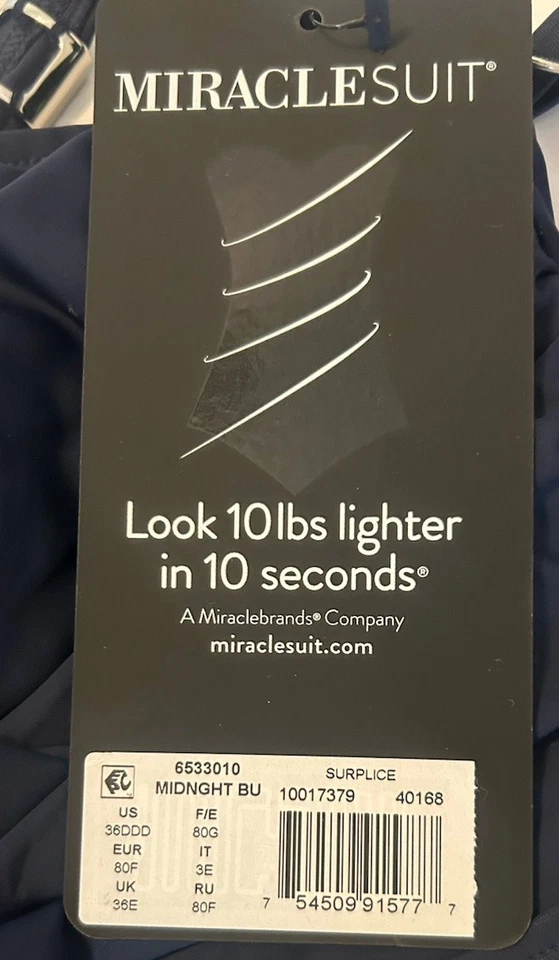 MIRACLESUIT®
Look 10 lbs lighter
in 10 seconds®
A Miraclebrands® Company
miraclesuit.com
6533010 SURPLICE
MIDNGHT BU 10017379 40168
US F/E
36DDD 80G
EUR IT
80F 3E
UK RU
36E 80F
7 54509 91577 7